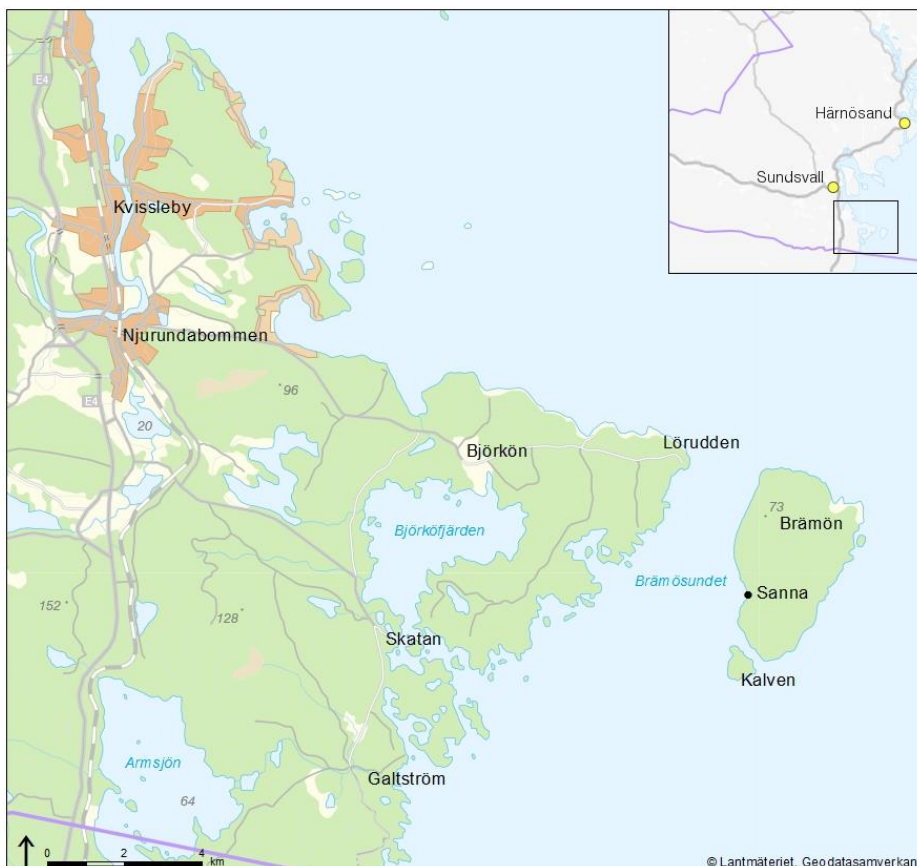 E4
Härnösand
Sundsvall
Kvissleby
Njurundabommen
96
E4
20
Björkön
Lörudden
73
Brämön
Björköfjärden
Brämösundet
Sanna
152
128
Skatan
Kalven
Armsjön
Galtström
64
0 2 4
km
© Lantmäteriet, Geodatasamverkan